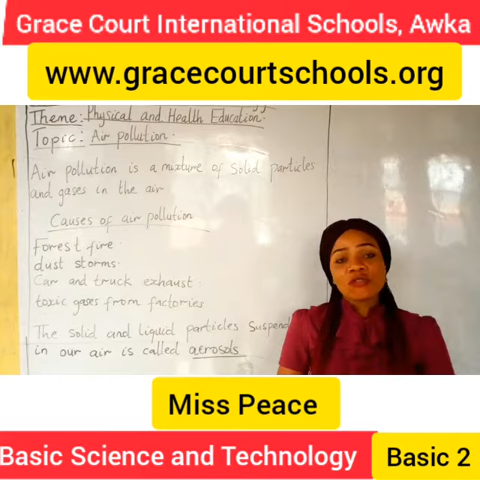 Grace Court International Schools, Awka
www.gracecourtschools.org
Theme: Physical and Health Education.
Topic: Air pollution.
Air pollution is a mixture of solid particles
and gases in the air
Causes of air pollution
Forest fire.
dust storms.
Car and truck exhaust.
toxic gases from factories
The solid and liquid particles Suspend
in our air is called aerosols
Miss Peace
Basic Science and Technology
Basic 2